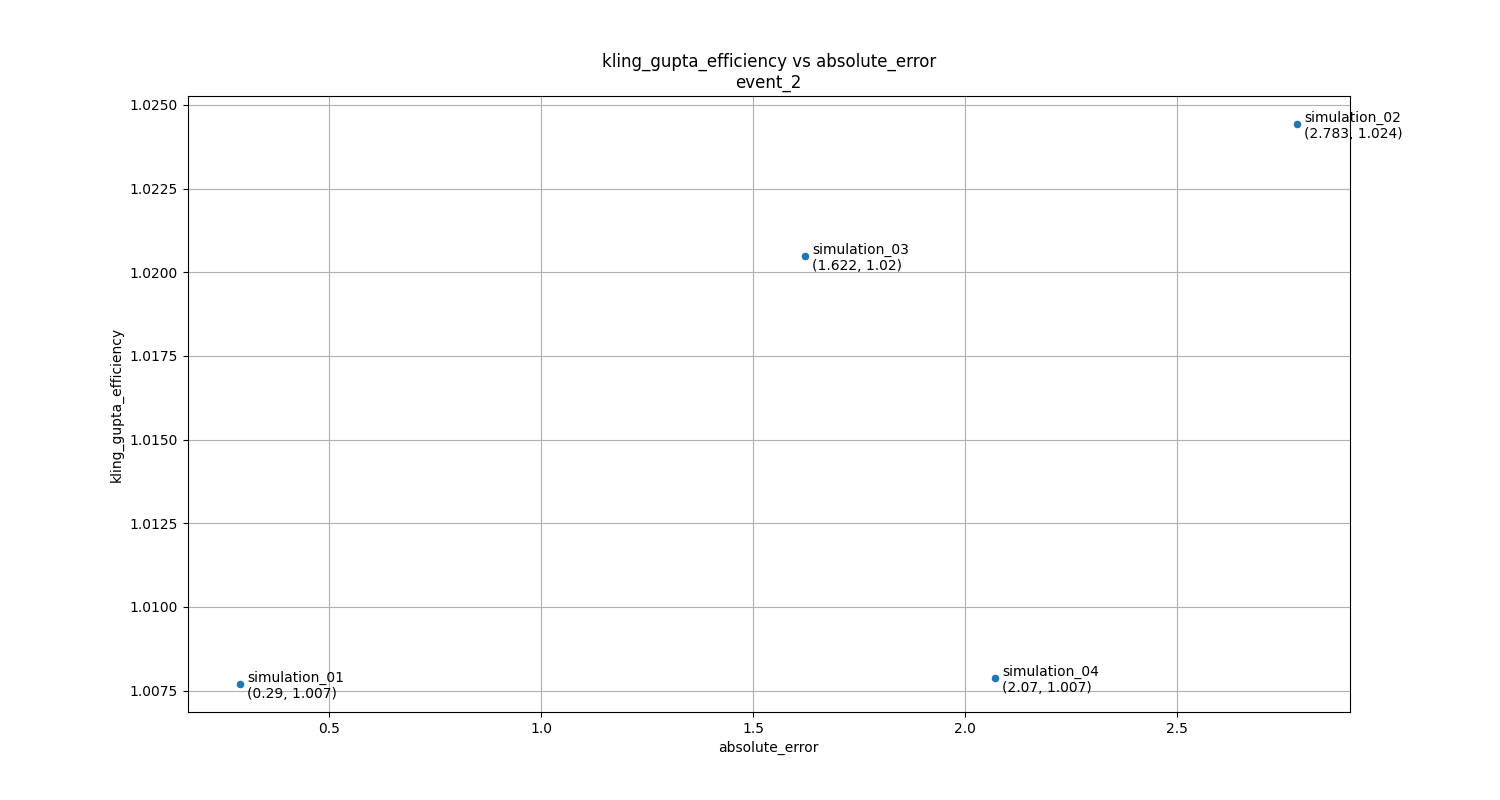 kling_gupta_efficiency vs absolute_error
event_2
1.0250
1.0225
1.0200
1.0175
1.0150
1.0125
1.0100
1.0075
kling_gupta_efficiency
simulation_02
(2.783, 1.024)
simulation_03
(1.622, 1.02)
simulation_04
(2.07, 1.007)
simulation_01
(0.29, 1.007)
0.5
1.0
1.5
2.0
2.5
absolute_error